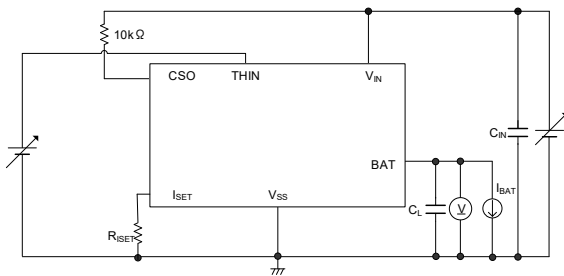 10kΩ
CSO THIN VIN
CIN
BAT
ISET VSS CL V IBAT
RISET